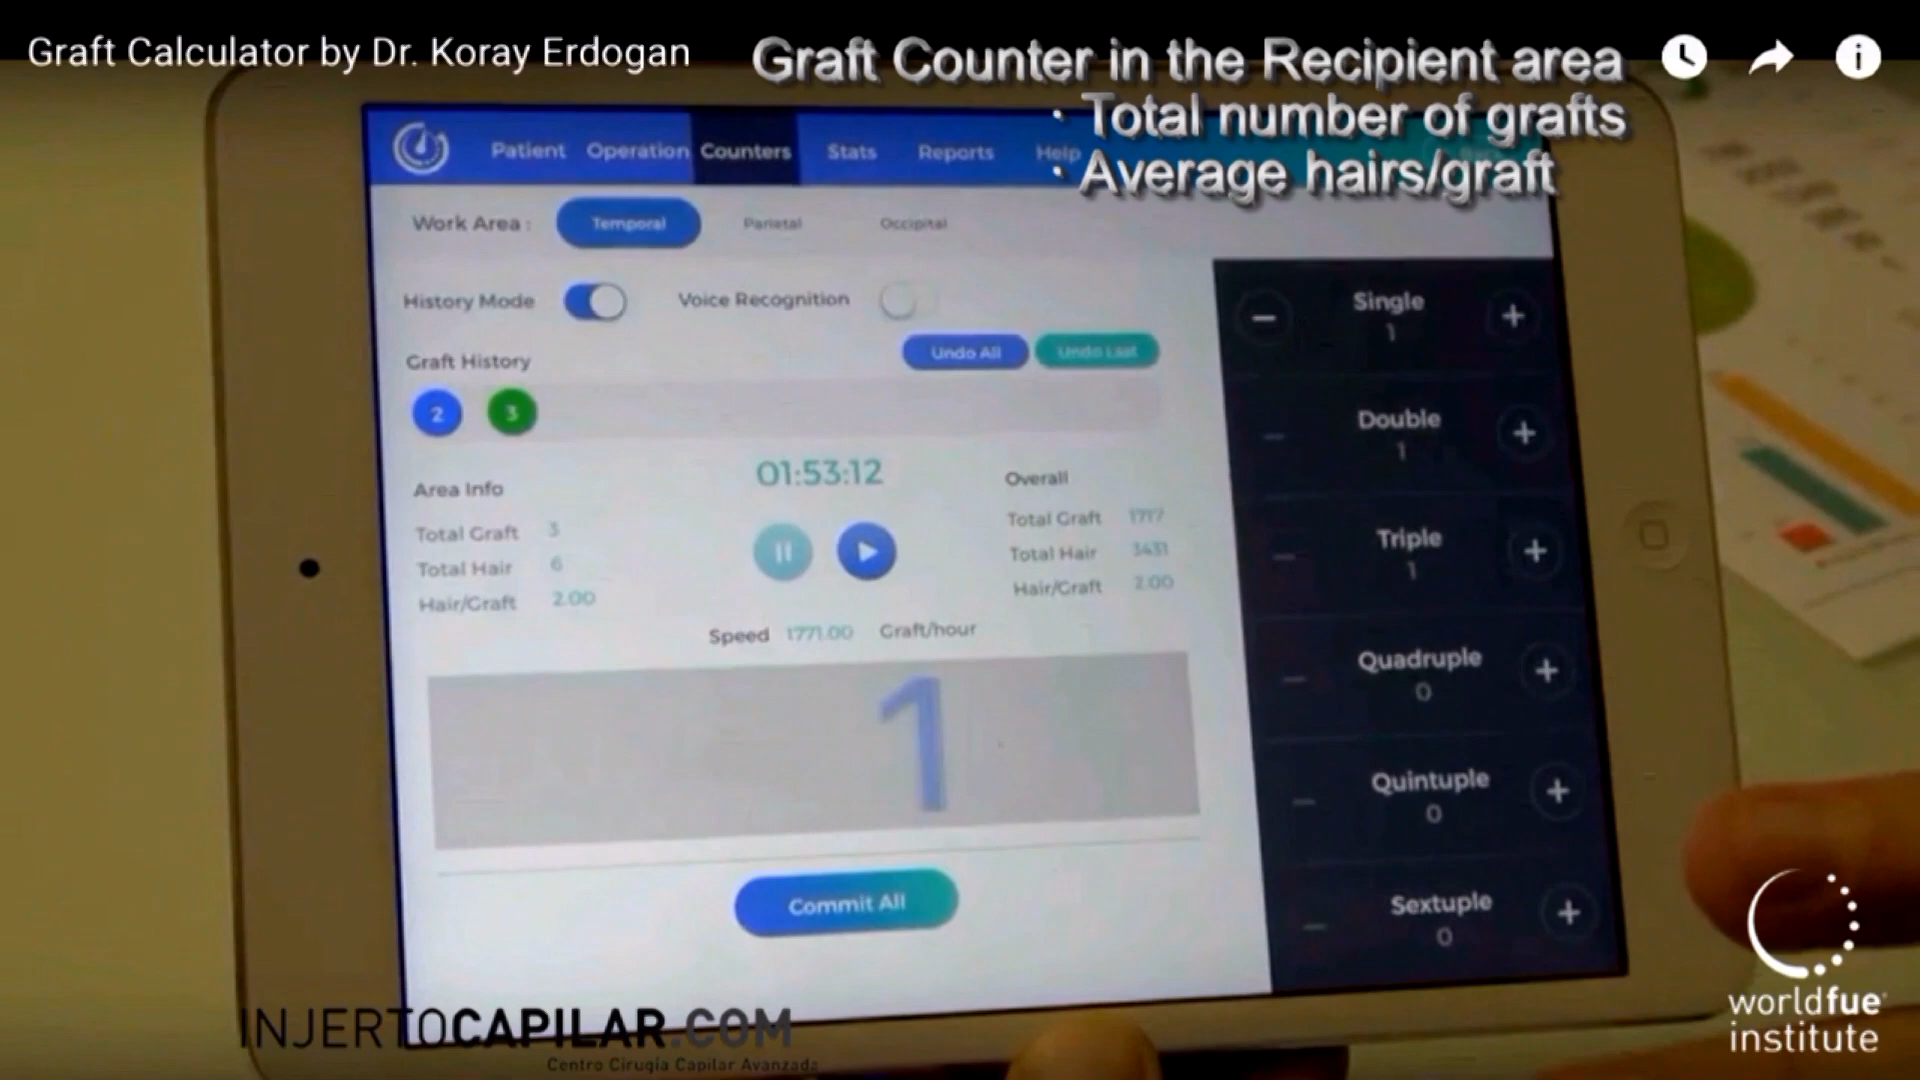 Graft Calculator by Dr. Koray Erdogan
Graft Counter in the Recipient area
· Total number of grafts
· Average hairs/graft
Patient Operation Counters Stats Reports Help
Work Area : Temporal Parietal Occipital
History Mode Voice Recognition
Undo All Undo Last
Graft History
2 3
01:53:12
Area Info
Total Graft 3
Total Hair 6
Hair/Graft 2.00
Overall
Total Graft 1717
Total Hair 3431
Hair/Graft 2.00
Speed 1771.00 Graft/hour
1
Commit All
Single
1
Double
1
Triple
1
Quadruple
0
Quintuple
0
Sextuple
0
INJERTOCAPILAR.COM
Centro Cirugía Capilar Avanzada
worldfue
institute